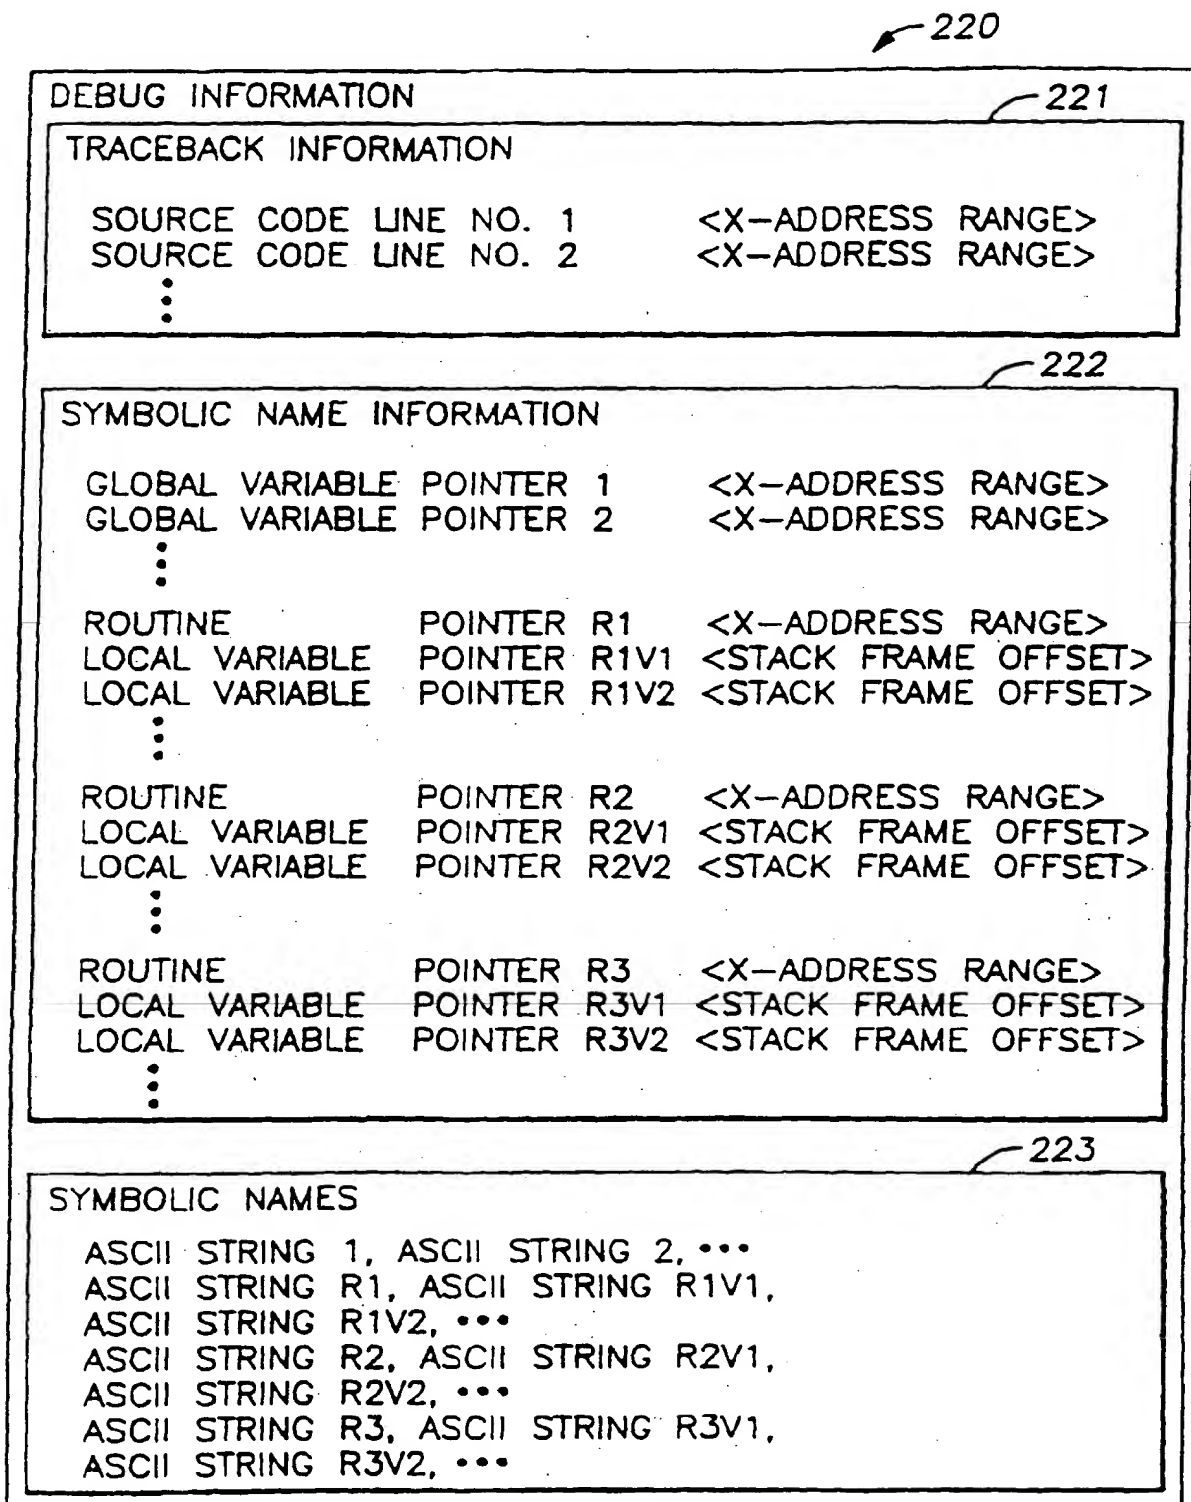 220
DEBUG INFORMATION
221
TRACEBACK INFORMATION
SOURCE CODE LINE NO. 1 <X-ADDRESS RANGE>
SOURCE CODE LINE NO. 2 <X-ADDRESS RANGE>
222
SYMBOLIC NAME INFORMATION
GLOBAL VARIABLE POINTER 1 <X-ADDRESS RANGE>
GLOBAL VARIABLE POINTER 2 <X-ADDRESS RANGE>
ROUTINE POINTER R1 <X-ADDRESS RANGE>
LOCAL VARIABLE POINTER R1V1 <STACK FRAME OFFSET>
LOCAL VARIABLE POINTER R1V2 <STACK FRAME OFFSET>
ROUTINE POINTER R2 <X-ADDRESS RANGE>
LOCAL VARIABLE POINTER R2V1 <STACK FRAME OFFSET>
LOCAL VARIABLE POINTER R2V2 <STACK FRAME OFFSET>
ROUTINE POINTER R3 <X-ADDRESS RANGE>
LOCAL VARIABLE POINTER R3V1 <STACK FRAME OFFSET>
LOCAL VARIABLE POINTER R3V2 <STACK FRAME OFFSET>
223
SYMBOLIC NAMES
ASCII STRING 1, ASCII STRING 2, •••
ASCII STRING R1, ASCII STRING R1V1,
ASCII STRING R1V2, •••
ASCII STRING R2, ASCII STRING R2V1,
ASCII STRING R2V2, •••
ASCII STRING R3, ASCII STRING R3V1,
ASCII STRING R3V2, •••